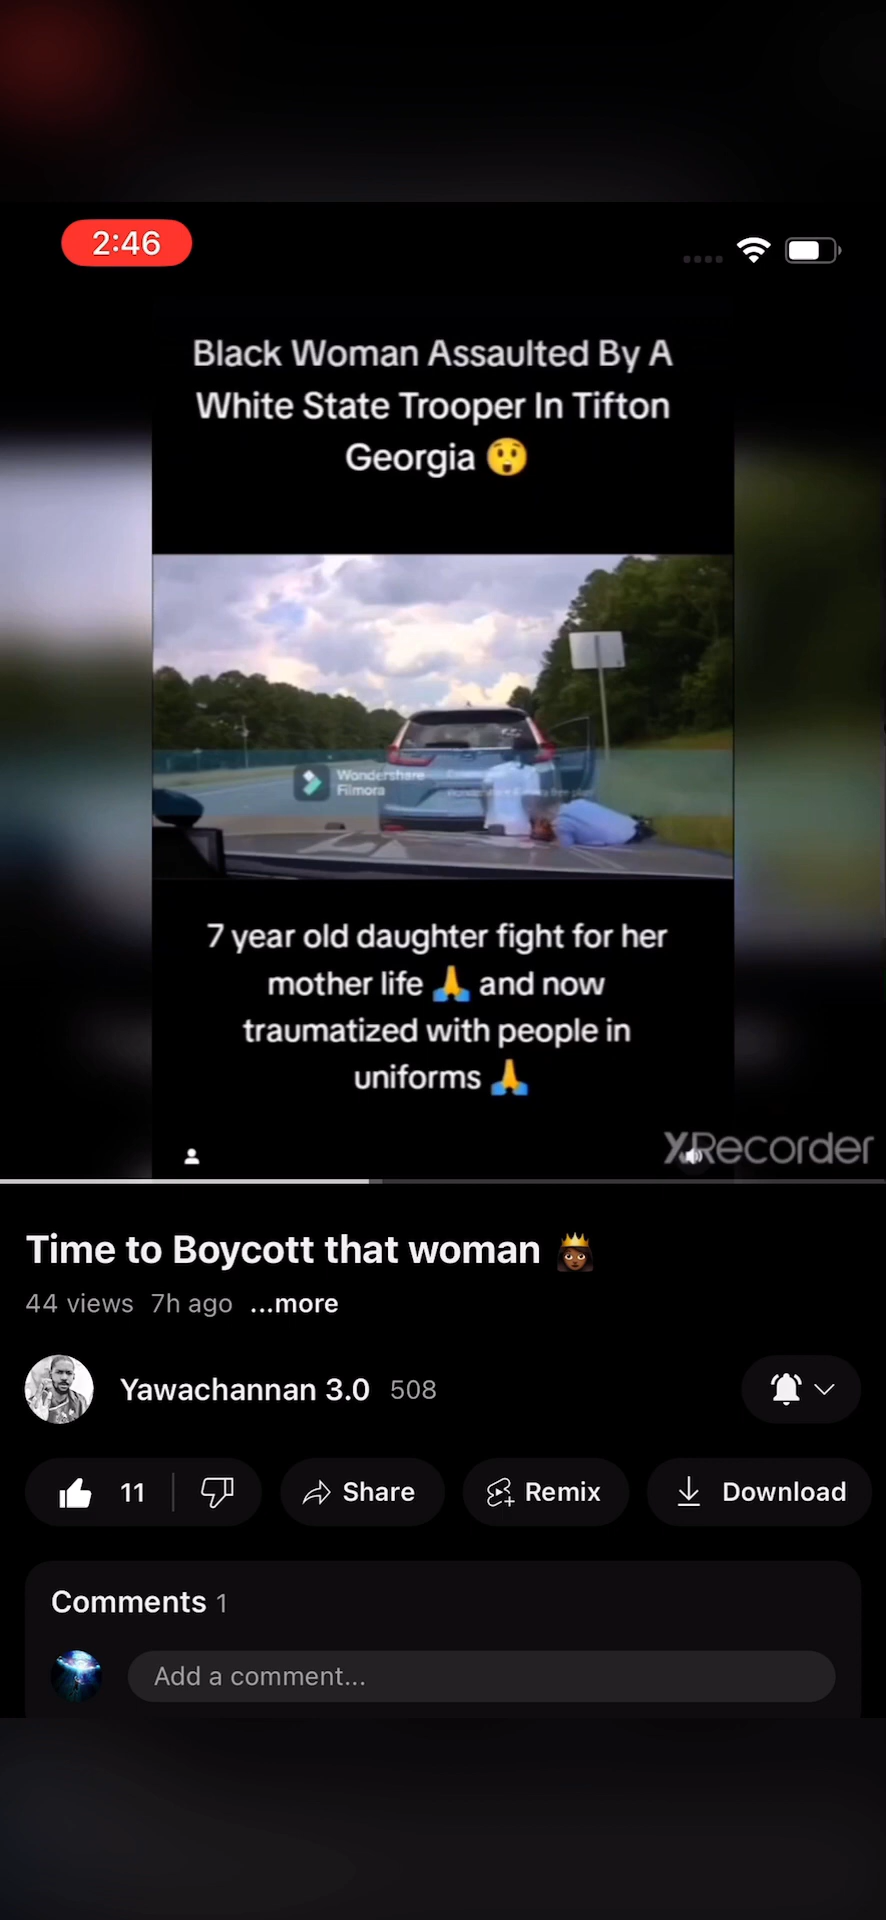 2:46
Black Woman Assaulted By A
White State Trooper In Tifton
Georgia 😲
Wondershare
Filmora
7 year old daughter fight for her
mother life 🙏 and now
traumatized with people in
uniforms 🙏
XRecorder
Time to Boycott that woman 👸🏾
44 views 7h ago ...more
Yawachannan 3.0 508
11 Share Remix Download
Comments 1
Add a comment...